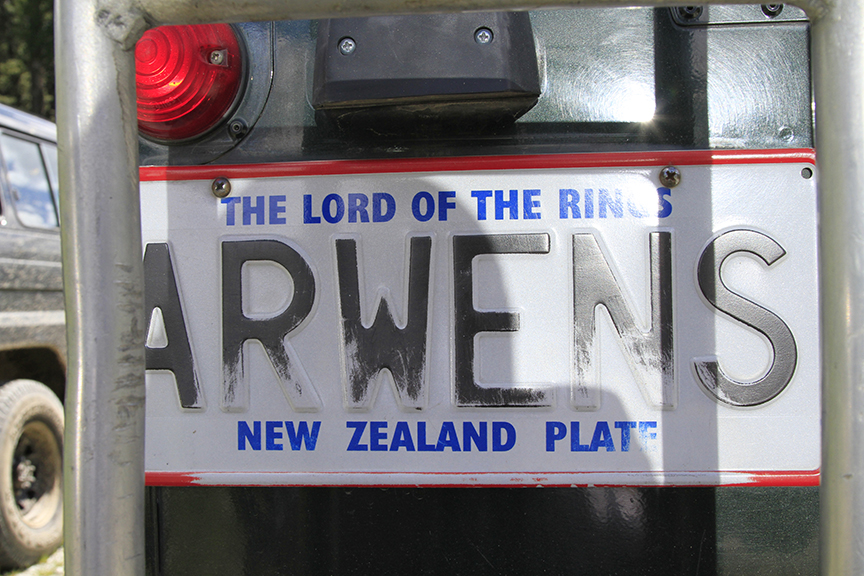 THE LORD OF THE RINGS
ARWENS
NEW ZEALAND PLATE